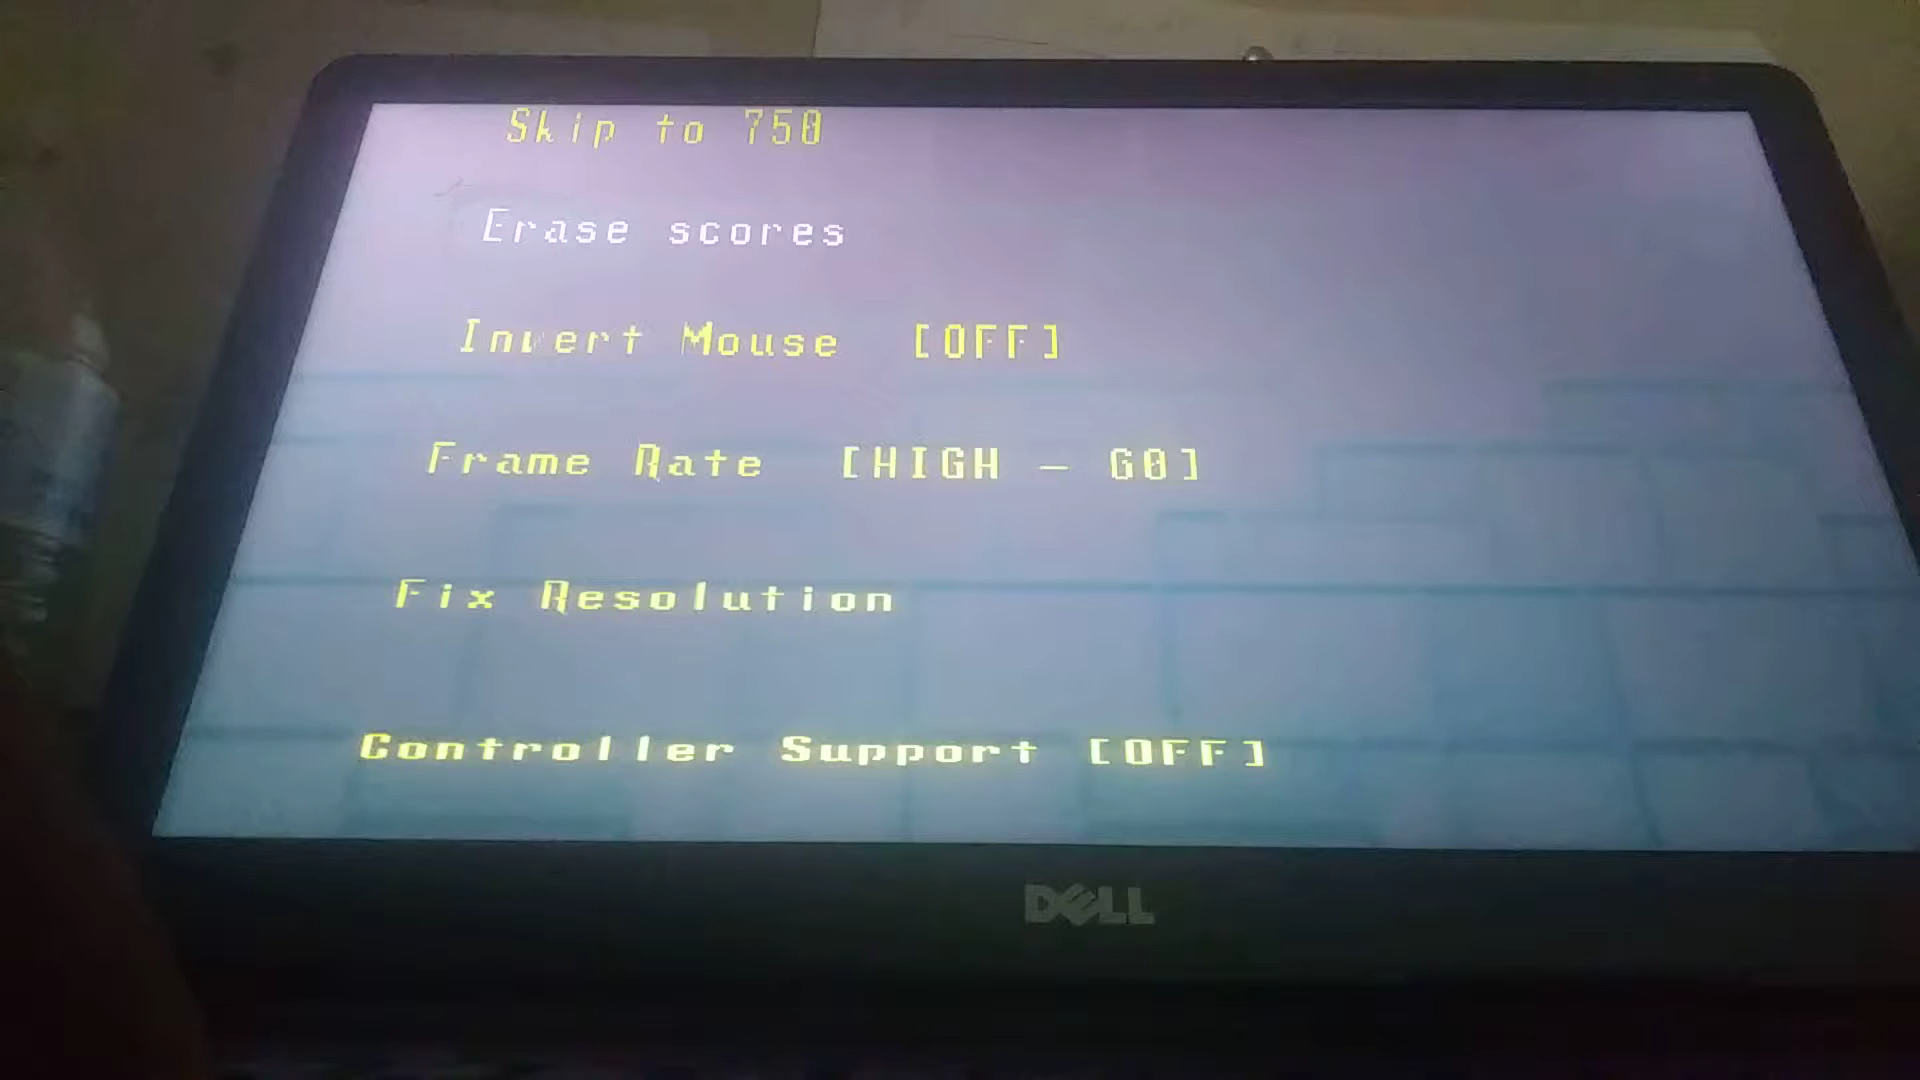 Skip to 750
Erase scores
Invert Mouse [OFF]
Frame Rate [HIGH - 60]
Fix Resolution
Controller Support [OFF]
DELL